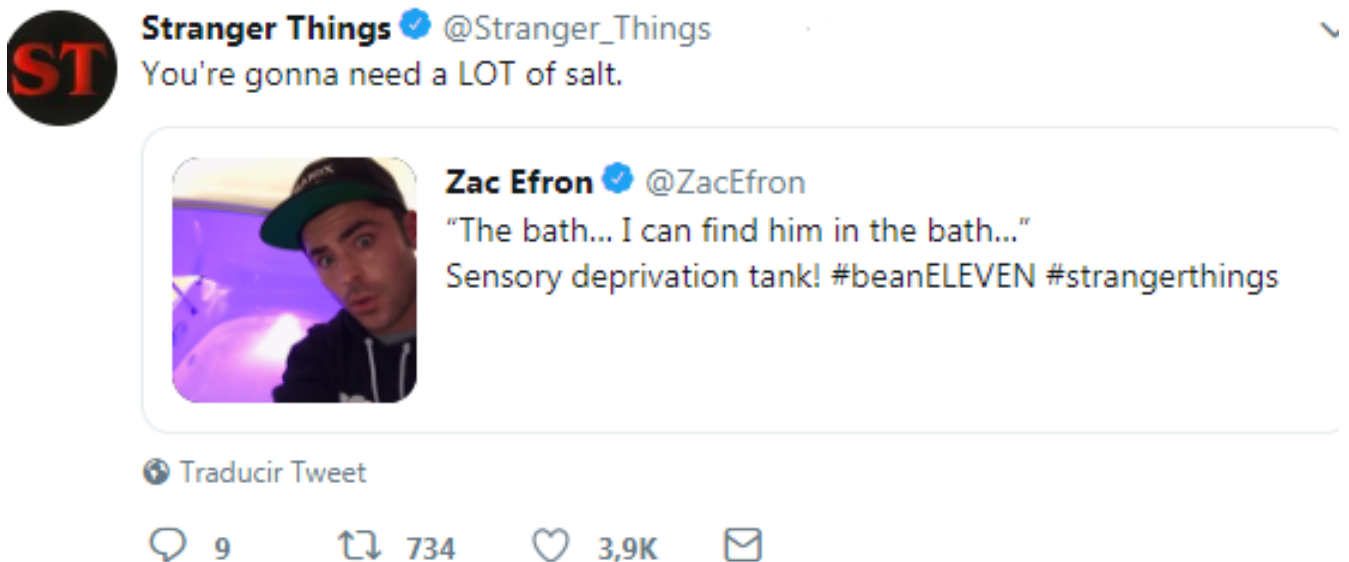 ST
Stranger Things @Stranger_Things
You're gonna need a LOT of salt.
Zac Efron @ZacEfron
“The bath... I can find him in the bath...”
Sensory deprivation tank! #beanELEVEN #strangerthings
Traducir Tweet
9 734 3,9K